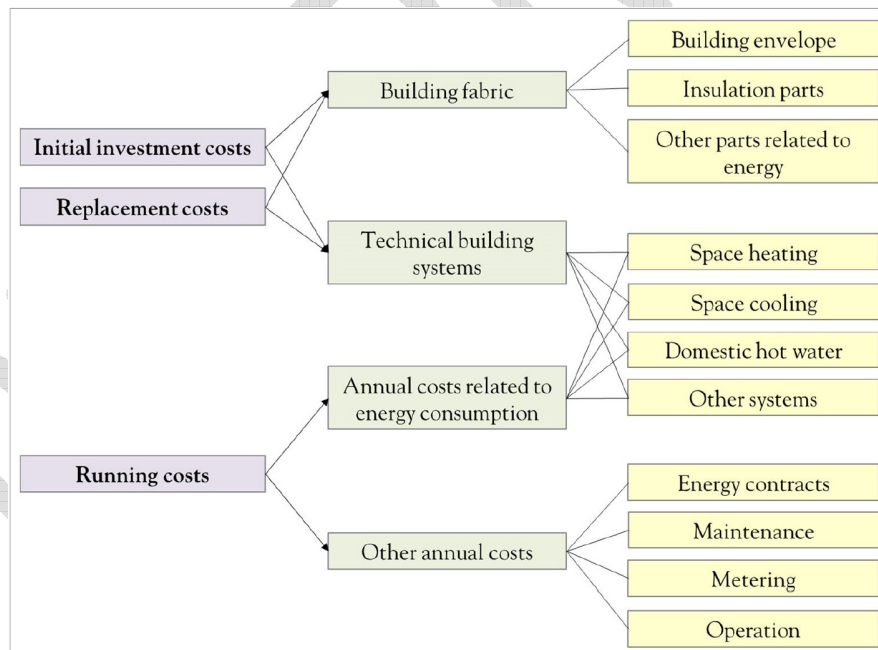 Initial investment costs
Replacement costs
Running costs
Building fabric
Technical building
systems
Annual costs related to
energy consumption
Other annual costs
Building envelope
Insulation parts
Other parts related to
energy
Space heating
Space cooling
Domestic hot water
Other systems
Energy contracts
Maintenance
Metering
Operation